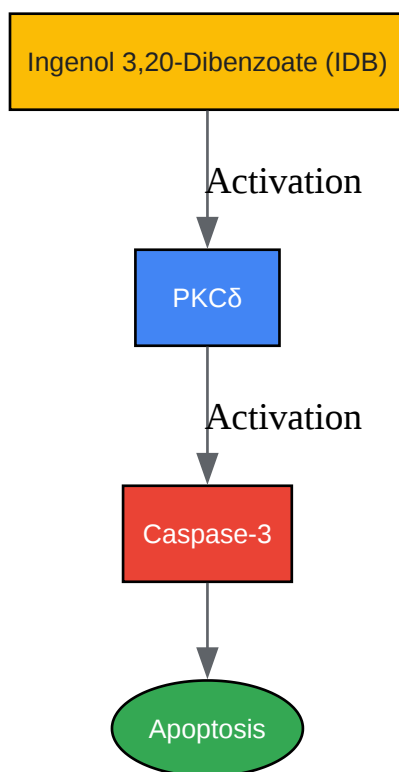 Ingenol 3,20-Dibenzoate (IDB)
Activation
PKCδ
Activation
Caspase-3
Apoptosis